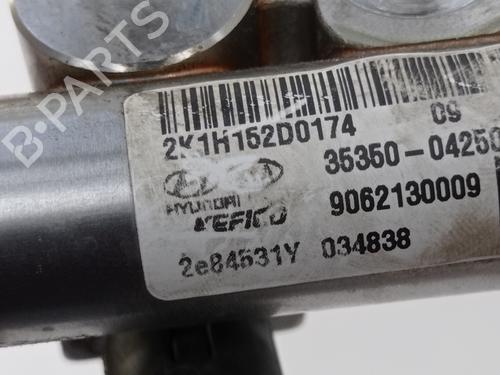 B-PARTS
2K1H152D0174 09
35350-04250
HYUNDAI
KEFICO 9062130009
2e84531Y 034838